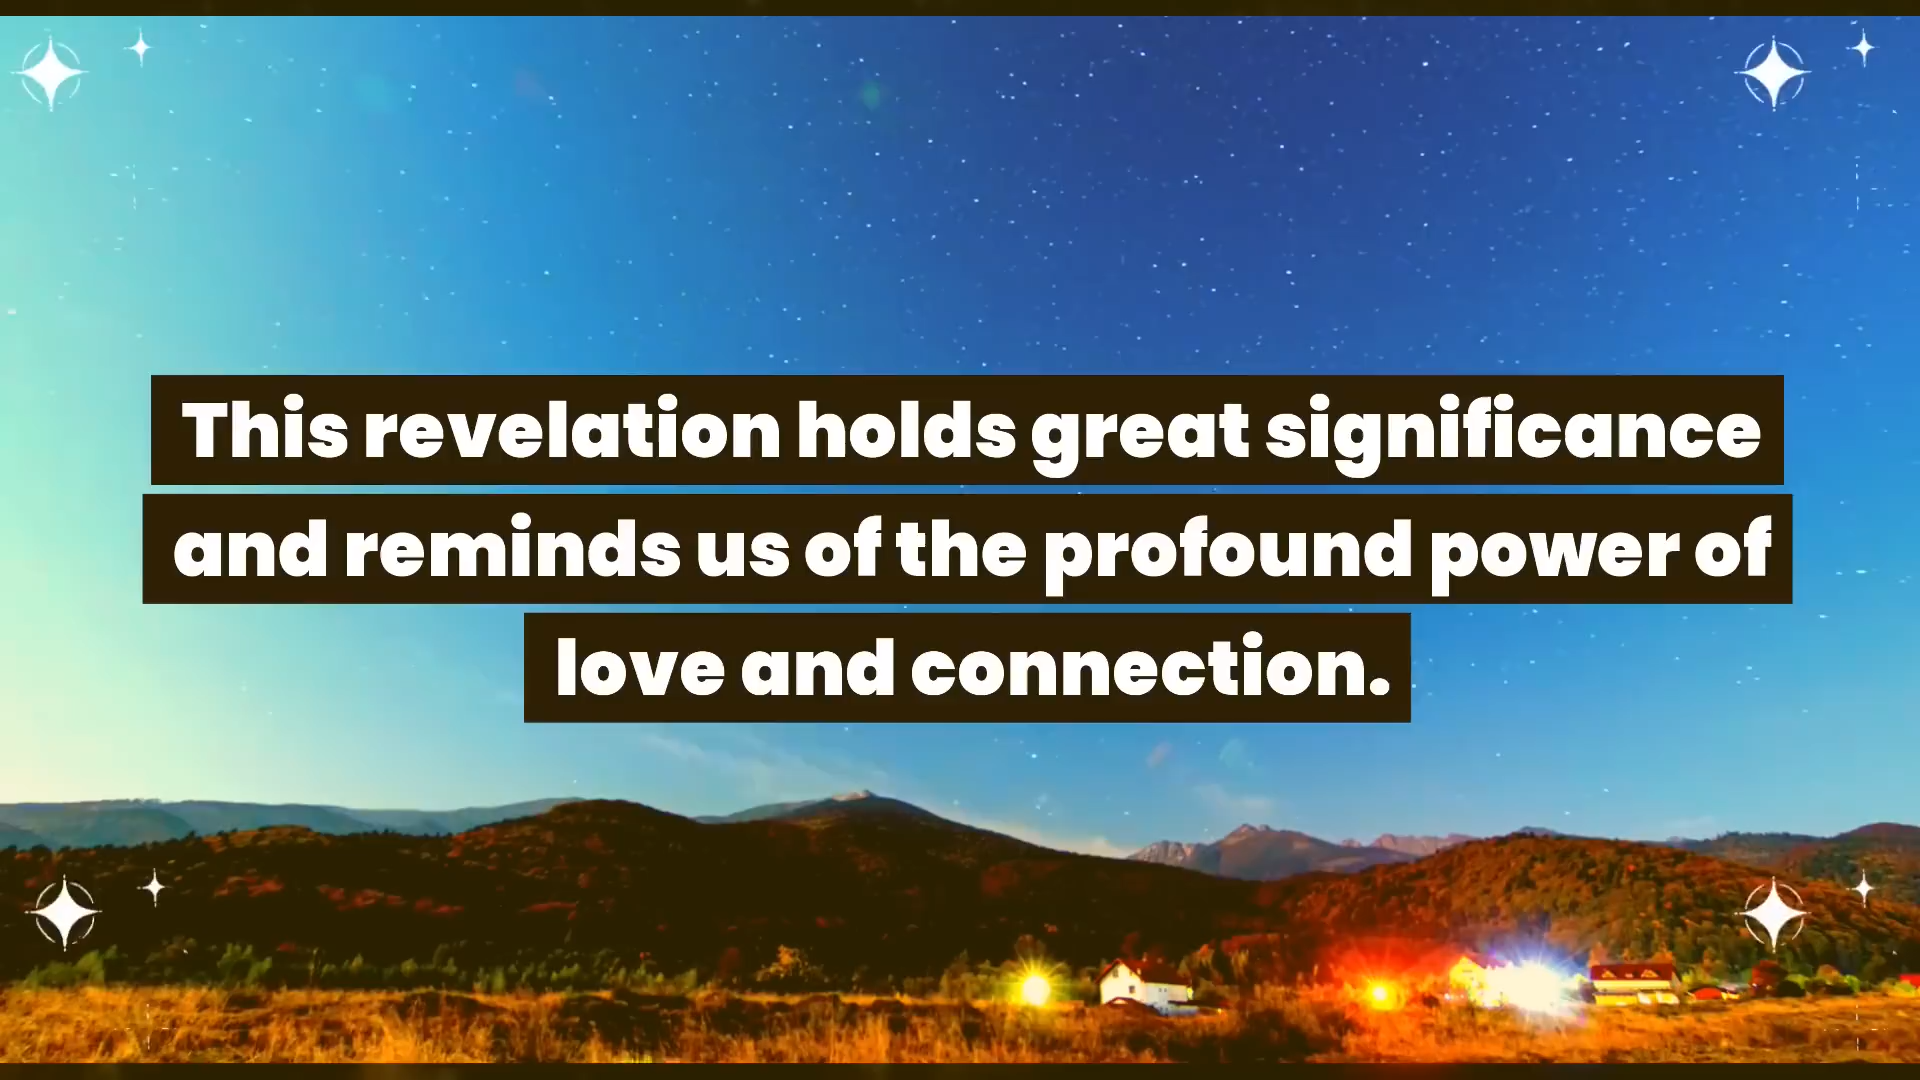 This revelation holds great significance
and reminds us of the profound power of
love and connection.